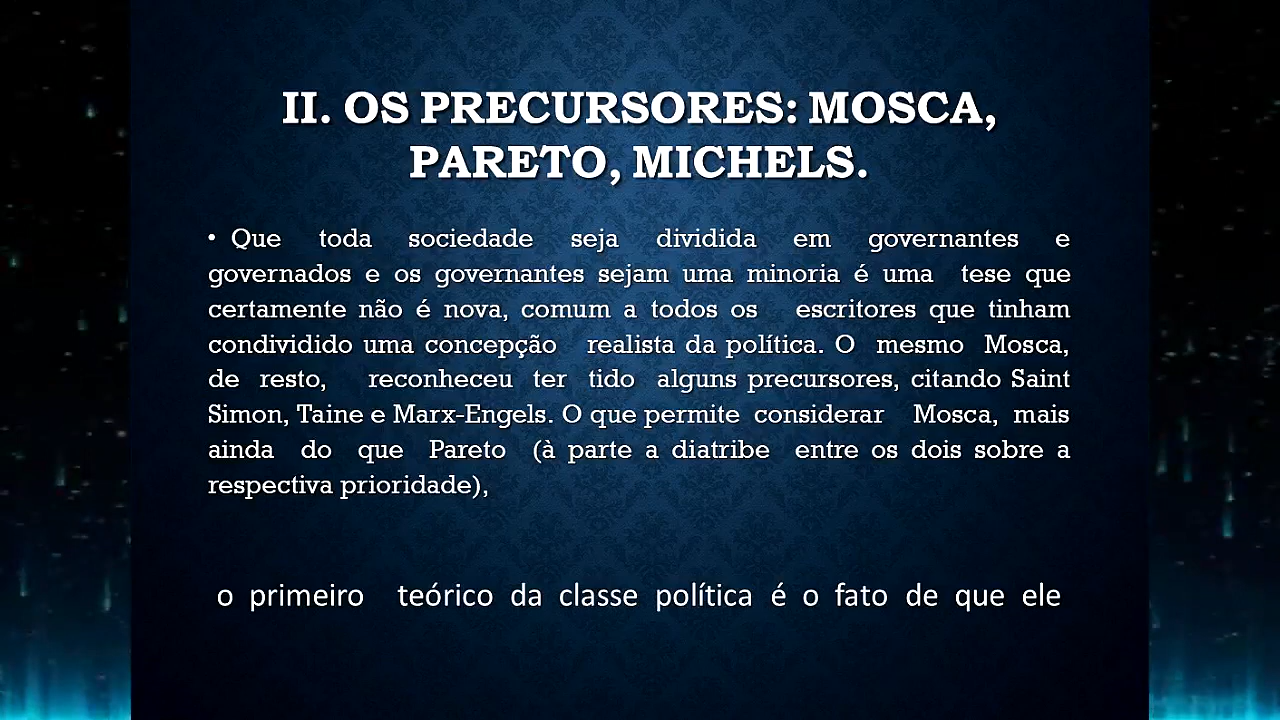 II. OS PRECURSORES: MOSCA,
PARETO, MICHELS.
• Que toda sociedade seja dividida em governantes e
governados e os governantes sejam uma minoria é uma tese que
certamente não é nova, comum a todos os escritores que tinham
condividido uma concepção realista da política. O mesmo Mosca,
de resto, reconheceu ter tido alguns precursores, citando Saint
Simon, Taine e Marx-Engels. O que permite considerar Mosca, mais
ainda do que Pareto (à parte a diatribe entre os dois sobre a
respectiva prioridade),
o primeiro teórico da classe política é o fato de que ele